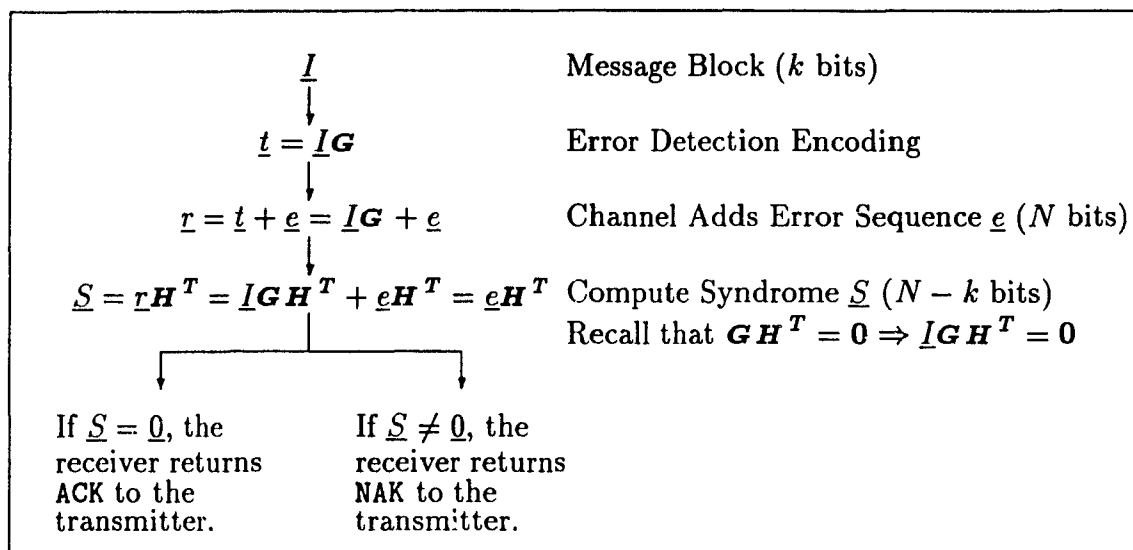 I Message Block (k bits)
t = IG Error Detection Encoding
r = t + e = IG + e Channel Adds Error Sequence e (N bits)
S = rH^T = IGH^T + eH^T = eH^T Compute Syndrome S (N − k bits)
Recall that GH^T = 0 ⇒ IGH^T = 0
If S = 0, the
receiver returns
ACK to the
transmitter.
If S ≠ 0, the
receiver returns
NAK to the
transmitter.